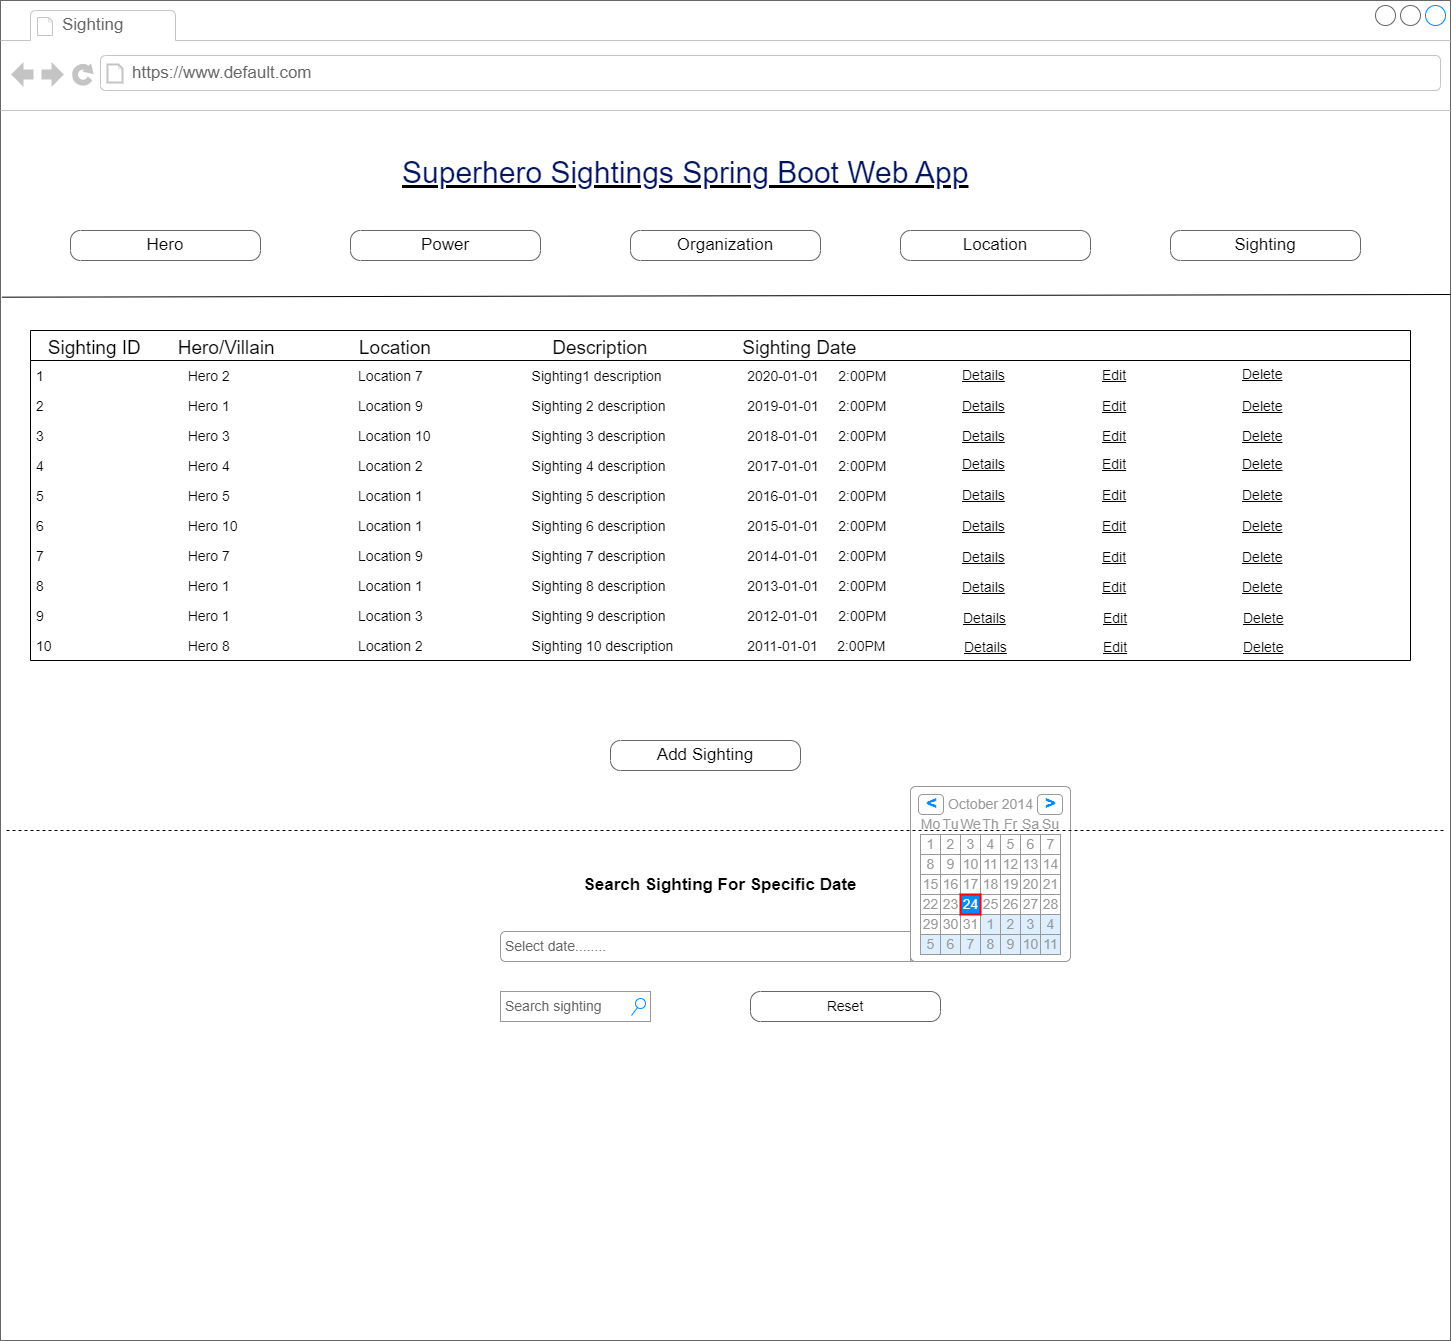 Sighting
https://www.default.com
Superhero Sightings Spring Boot Web App
Hero Power Organization Location Sighting
Sighting ID Hero/Villain Location Description Sighting Date
1 Hero 2 Location 7 Sighting1 description 2020-01-01 2:00PM Details Edit Delete
2 Hero 1 Location 9 Sighting 2 description 2019-01-01 2:00PM Details Edit Delete
3 Hero 3 Location 10 Sighting 3 description 2018-01-01 2:00PM Details Edit Delete
4 Hero 4 Location 2 Sighting 4 description 2017-01-01 2:00PM Details Edit Delete
5 Hero 5 Location 1 Sighting 5 description 2016-01-01 2:00PM Details Edit Delete
6 Hero 10 Location 1 Sighting 6 description 2015-01-01 2:00PM Details Edit Delete
7 Hero 7 Location 9 Sighting 7 description 2014-01-01 2:00PM Details Edit Delete
8 Hero 1 Location 1 Sighting 8 description 2013-01-01 2:00PM Details Edit Delete
9 Hero 1 Location 3 Sighting 9 description 2012-01-01 2:00PM Details Edit Delete
10 Hero 8 Location 2 Sighting 10 description 2011-01-01 2:00PM Details Edit Delete
Add Sighting
< October 2014 >
Mo Tu We Th Fr Sa Su
1 2 3 4 5 6 7
8 9 10 11 12 13 14
15 16 17 18 19 20 21
22 23 24 25 26 27 28
29 30 31 1 2 3 4
5 6 7 8 9 10 11
Search Sighting For Specific Date
Select date........
Search sighting Reset